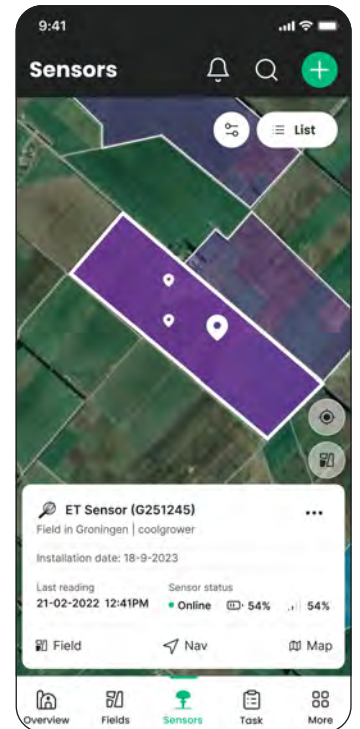 9:41
Sensors
List
ET Sensor (G251245)
Field in Groningen | coolgrower
Installation date: 18-9-2023
Last reading Sensor status
21-02-2022 12:41PM Online 54% 54%
Field Nav Map
Overview Fields Sensors Task More